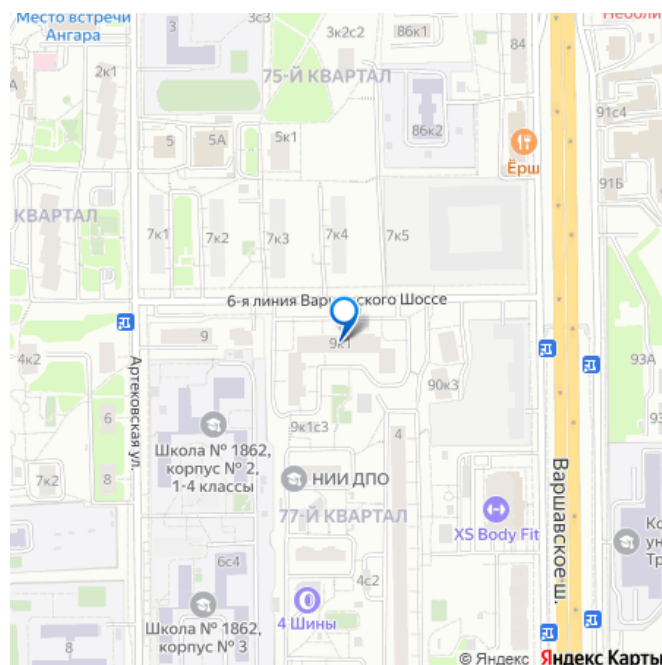 Место встречи
Ангара
3с3
3
3к2с2
86к1
84
2к1
75-Й КВАРТАЛ
91с4
5
5А
5к1
86к2
Ёрш
91Б
КВАРТАЛ
7к1
7к2
7к3
7к4
7к5
6-я линия Варшавского Шоссе
9
9к1
4к2
93А
90к3
Артековская ул.
6
9к1с3
4
Школа № 1862,
корпус № 2,
1-4 классы
7к2
8
НИИ ДПО
77-Й КВАРТАЛ
Варшавское ш.
XS Body Fit
6с4
4с2
4 Шины
Школа № 1862,
корпус № 3
8
© Яндекс Яндекс Карты